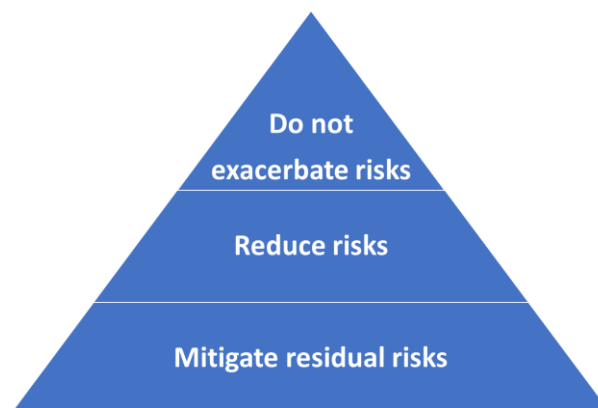 Do not
exacerbate risks
Reduce risks
Mitigate residual risks